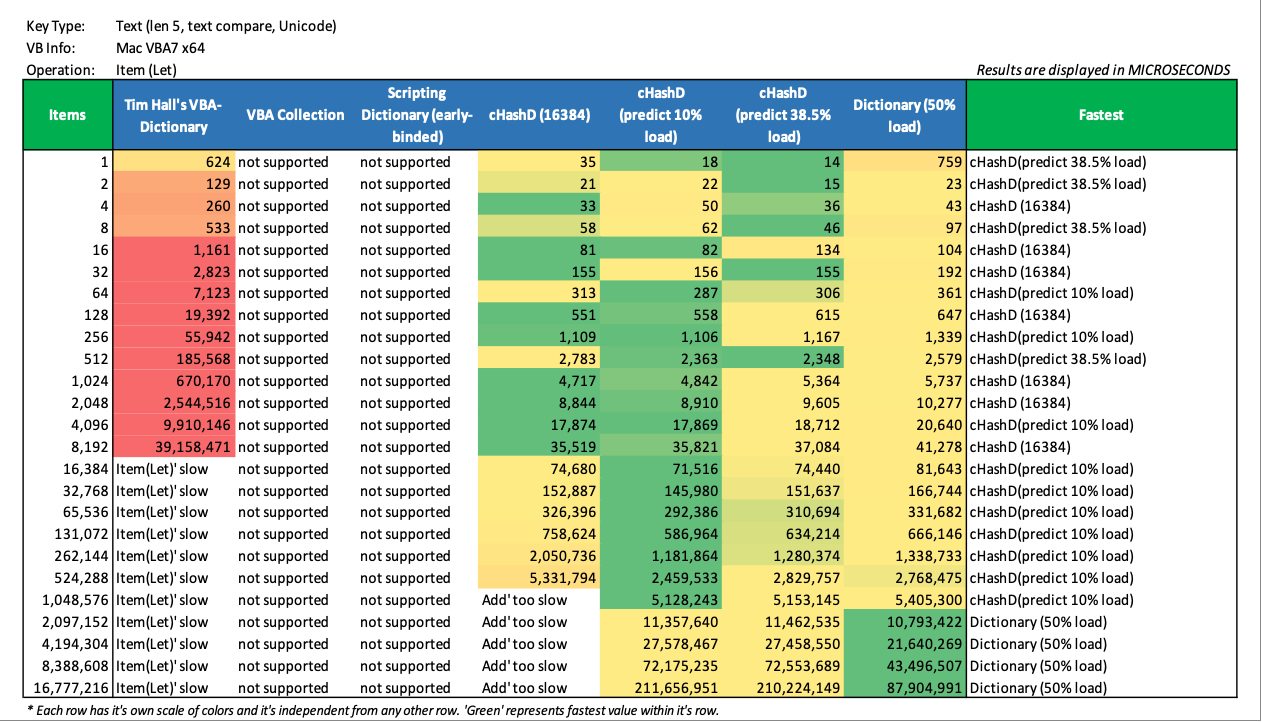 Key Type: Text (len 5, text compare, Unicode)
VB Info: Mac VBA7 x64
Operation: Item (Let) Results are displayed in MICROSECONDS
Items Tim Hall's VBA-Dictionary VBA Collection Scripting Dictionary (early-binded) cHashD (16384) cHashD (predict 10% load) cHashD (predict 38.5% load) Dictionary (50% load) Fastest
1 624 not supported not supported 35 18 14 759 cHashD(predict 38.5% load)
2 129 not supported not supported 21 22 15 23 cHashD(predict 38.5% load)
4 260 not supported not supported 33 50 36 43 cHashD (16384)
8 533 not supported not supported 58 62 46 97 cHashD(predict 38.5% load)
16 1,161 not supported not supported 81 82 134 104 cHashD (16384)
32 2,823 not supported not supported 155 156 155 192 cHashD (16384)
64 7,123 not supported not supported 313 287 306 361 cHashD(predict 10% load)
128 19,392 not supported not supported 551 558 615 647 cHashD (16384)
256 55,942 not supported not supported 1,109 1,106 1,167 1,339 cHashD(predict 10% load)
512 185,568 not supported not supported 2,783 2,363 2,348 2,579 cHashD(predict 38.5% load)
1,024 670,170 not supported not supported 4,717 4,842 5,364 5,737 cHashD (16384)
2,048 2,544,516 not supported not supported 8,844 8,910 9,605 10,277 cHashD (16384)
4,096 9,910,146 not supported not supported 17,874 17,869 18,712 20,640 cHashD(predict 10% load)
8,192 39,158,471 not supported not supported 35,519 35,821 37,084 41,278 cHashD (16384)
16,384 Item(Let)' slow not supported not supported 74,680 71,516 74,440 81,643 cHashD(predict 10% load)
32,768 Item(Let)' slow not supported not supported 152,887 145,980 151,637 166,744 cHashD(predict 10% load)
65,536 Item(Let)' slow not supported not supported 326,396 292,386 310,694 331,682 cHashD(predict 10% load)
131,072 Item(Let)' slow not supported not supported 758,624 586,964 634,214 666,146 cHashD(predict 10% load)
262,144 Item(Let)' slow not supported not supported 2,050,736 1,181,864 1,280,374 1,338,733 cHashD(predict 10% load)
524,288 Item(Let)' slow not supported not supported 5,331,794 2,459,533 2,829,757 2,768,475 cHashD(predict 10% load)
1,048,576 Item(Let)' slow not supported not supported Add' too slow 5,128,243 5,153,145 5,405,300 cHashD(predict 10% load)
2,097,152 Item(Let)' slow not supported not supported Add' too slow 11,357,640 11,462,535 10,793,422 Dictionary (50% load)
4,194,304 Item(Let)' slow not supported not supported Add' too slow 27,578,467 27,458,550 21,640,269 Dictionary (50% load)
8,388,608 Item(Let)' slow not supported not supported Add' too slow 72,175,235 72,553,689 43,496,507 Dictionary (50% load)
16,777,216 Item(Let)' slow not supported not supported Add' too slow 211,656,951 210,224,149 87,904,991 Dictionary (50% load)
* Each row has it's own scale of colors and it's independent from any other row. 'Green' represents fastest value within it's row.